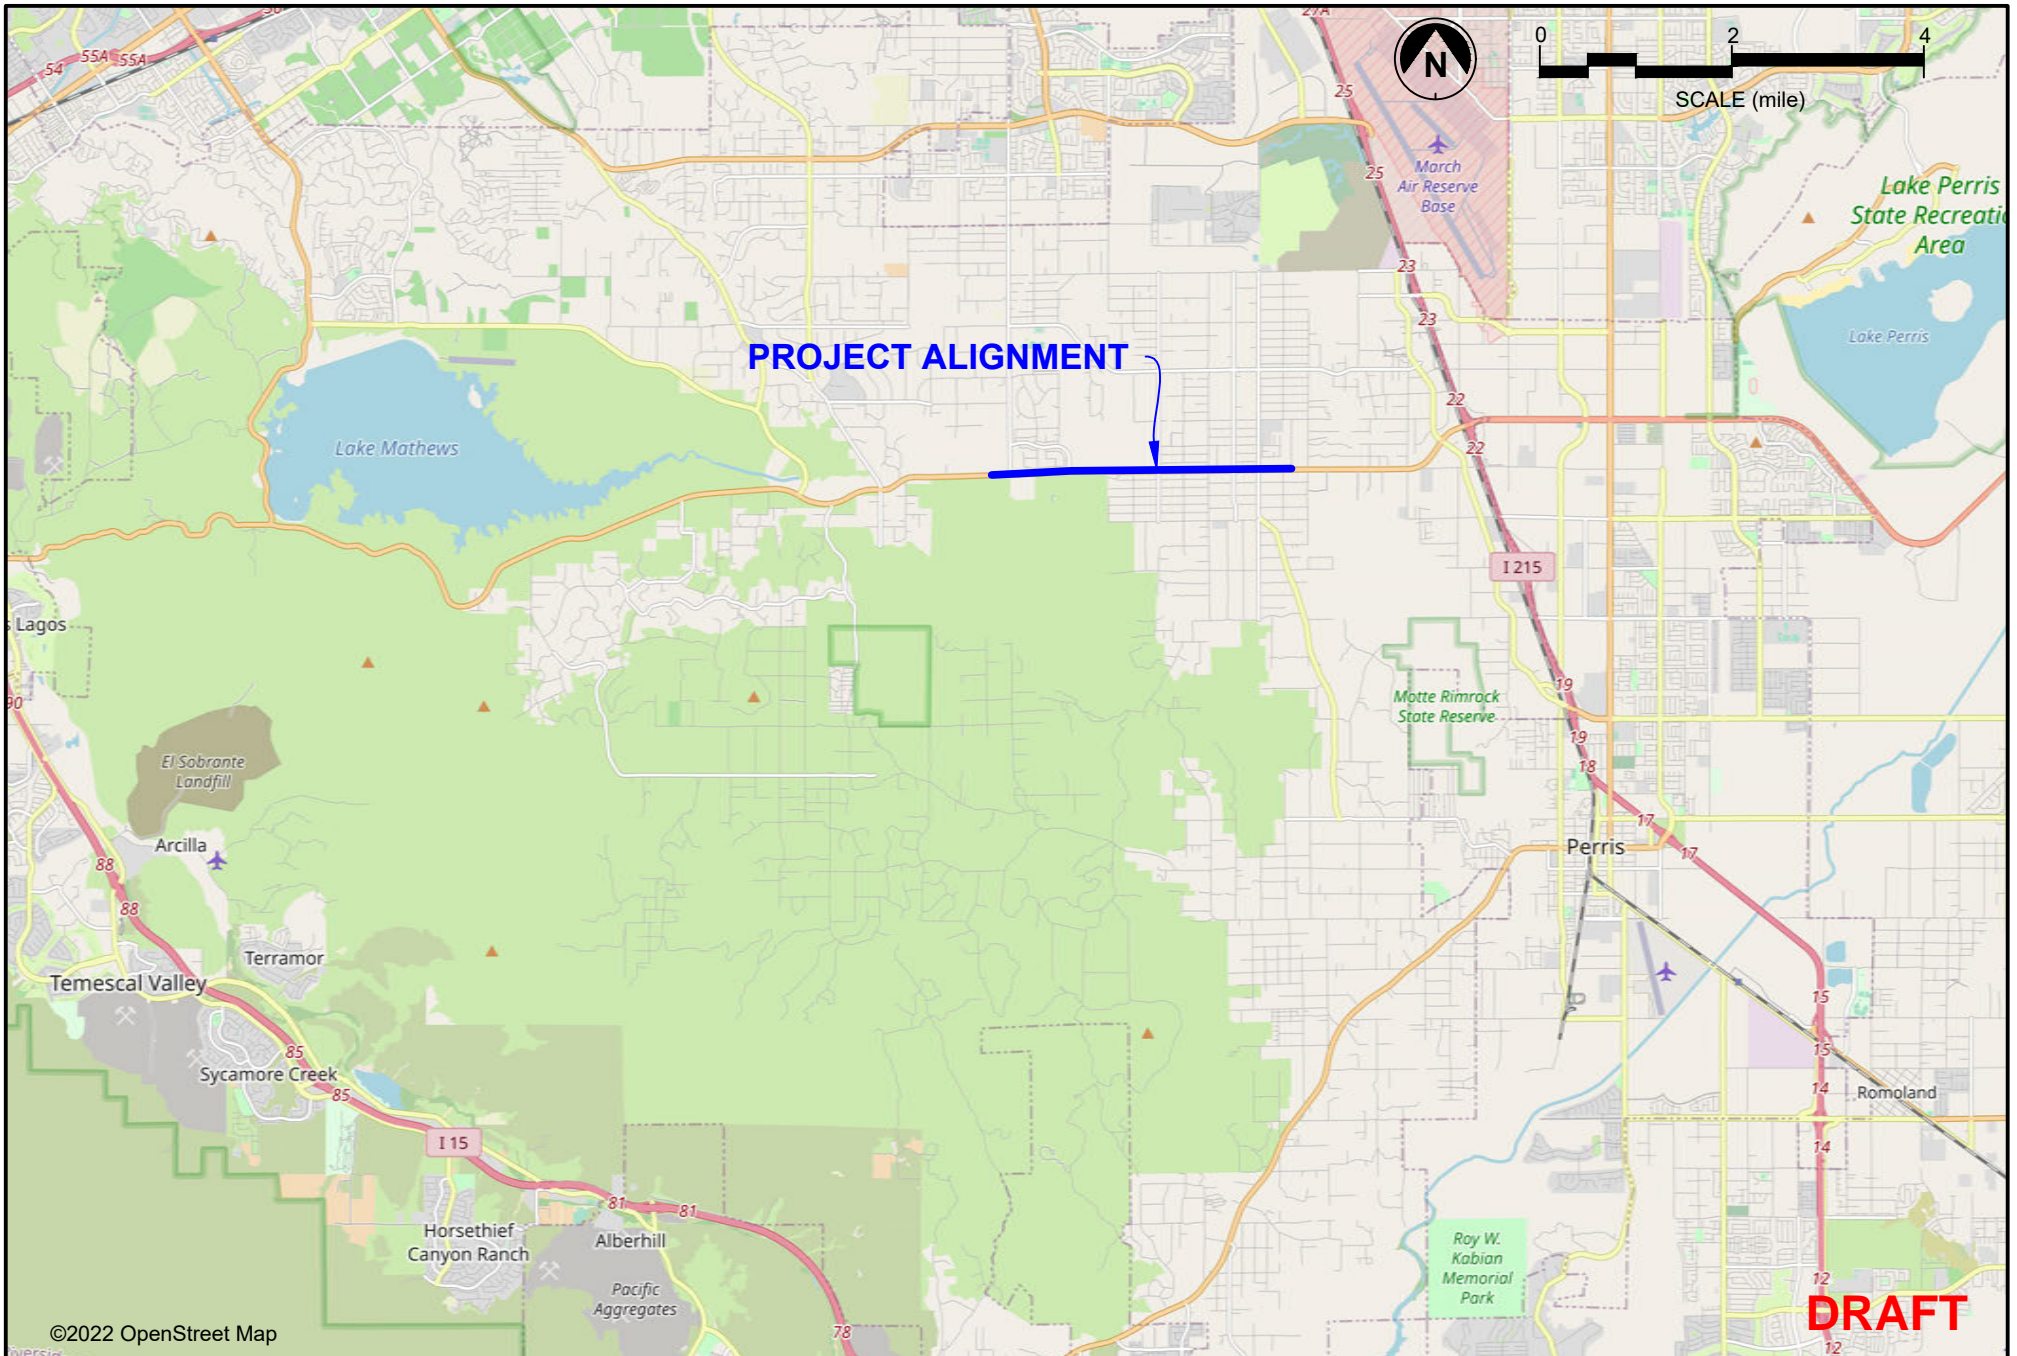 27A
54
55A
55A
25
25
N
0
2
4
SCALE (mile)
March
Air Reserve
Base
Lake Perris
State Recreatio
Area
23
23
Lake Perris
PROJECT ALIGNMENT
22
22
Lake Mathews
I 215
s Lagos
90
Motte Rimrock
State Reserve
19
19
18
El Sobrante
Landfill
Arcilla
88
88
17
17
Perris
Terramor
Temescal Valley
15
15
85
Sycamore Creek
85
14
Romoland
I 15
14
81
81
Horsethief
Canyon Ranch
Alberhill
Roy W.
Kabian
Memorial
Park
Pacific
Aggregates
12
DRAFT
78
©2022 OpenStreet Map
12